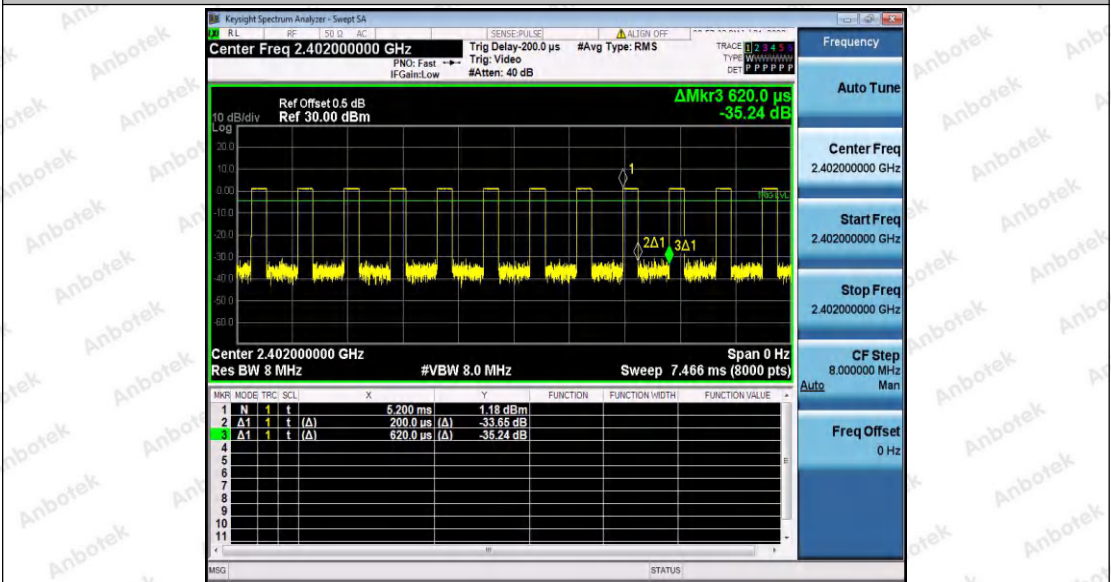 Keysight Spectrum Analyzer - Swept SA
RL RF 50 Ω AC SENSE:PULSE ALIGN OFF
Center Freq 2.402000000 GHz
PNO: Fast
IFGain:Low
Trig Delay-200.0 µs
Trig: Video
#Atten: 40 dB
#Avg Type: RMS
TRACE 1 2 3 4 5 6
TYPE
DET P P P P P P
Frequency
Auto Tune
Center Freq
2.402000000 GHz
Start Freq
2.402000000 GHz
Stop Freq
2.402000000 GHz
CF Step
8.000000 MHz
Auto Man
Freq Offset
0 Hz
ΔMkr3 620.0 µs
-35.24 dB
Ref Offset 0.5 dB
10 dB/div Ref 30.00 dBm
Log
20.0
10.0
0.00
-10.0
-20.0
-30.0
-40.0
-50.0
-60.0
1
2Δ1
3Δ1
Center 2.402000000 GHz Span 0 Hz
Res BW 8 MHz #VBW 8.0 MHz Sweep 7.466 ms (8000 pts)
MKR MODE TRC SCL X Y FUNCTION FUNCTION WIDTH FUNCTION VALUE
1 N 1 t 5.200 ms 1.18 dBm
2 Δ1 1 t (Δ) 200.0 µs (Δ) -33.65 dB
3 Δ1 1 t (Δ) 620.0 µs (Δ) -35.24 dB
4
5
6
7
8
9
10
11
MSG STATUS
Anbotek